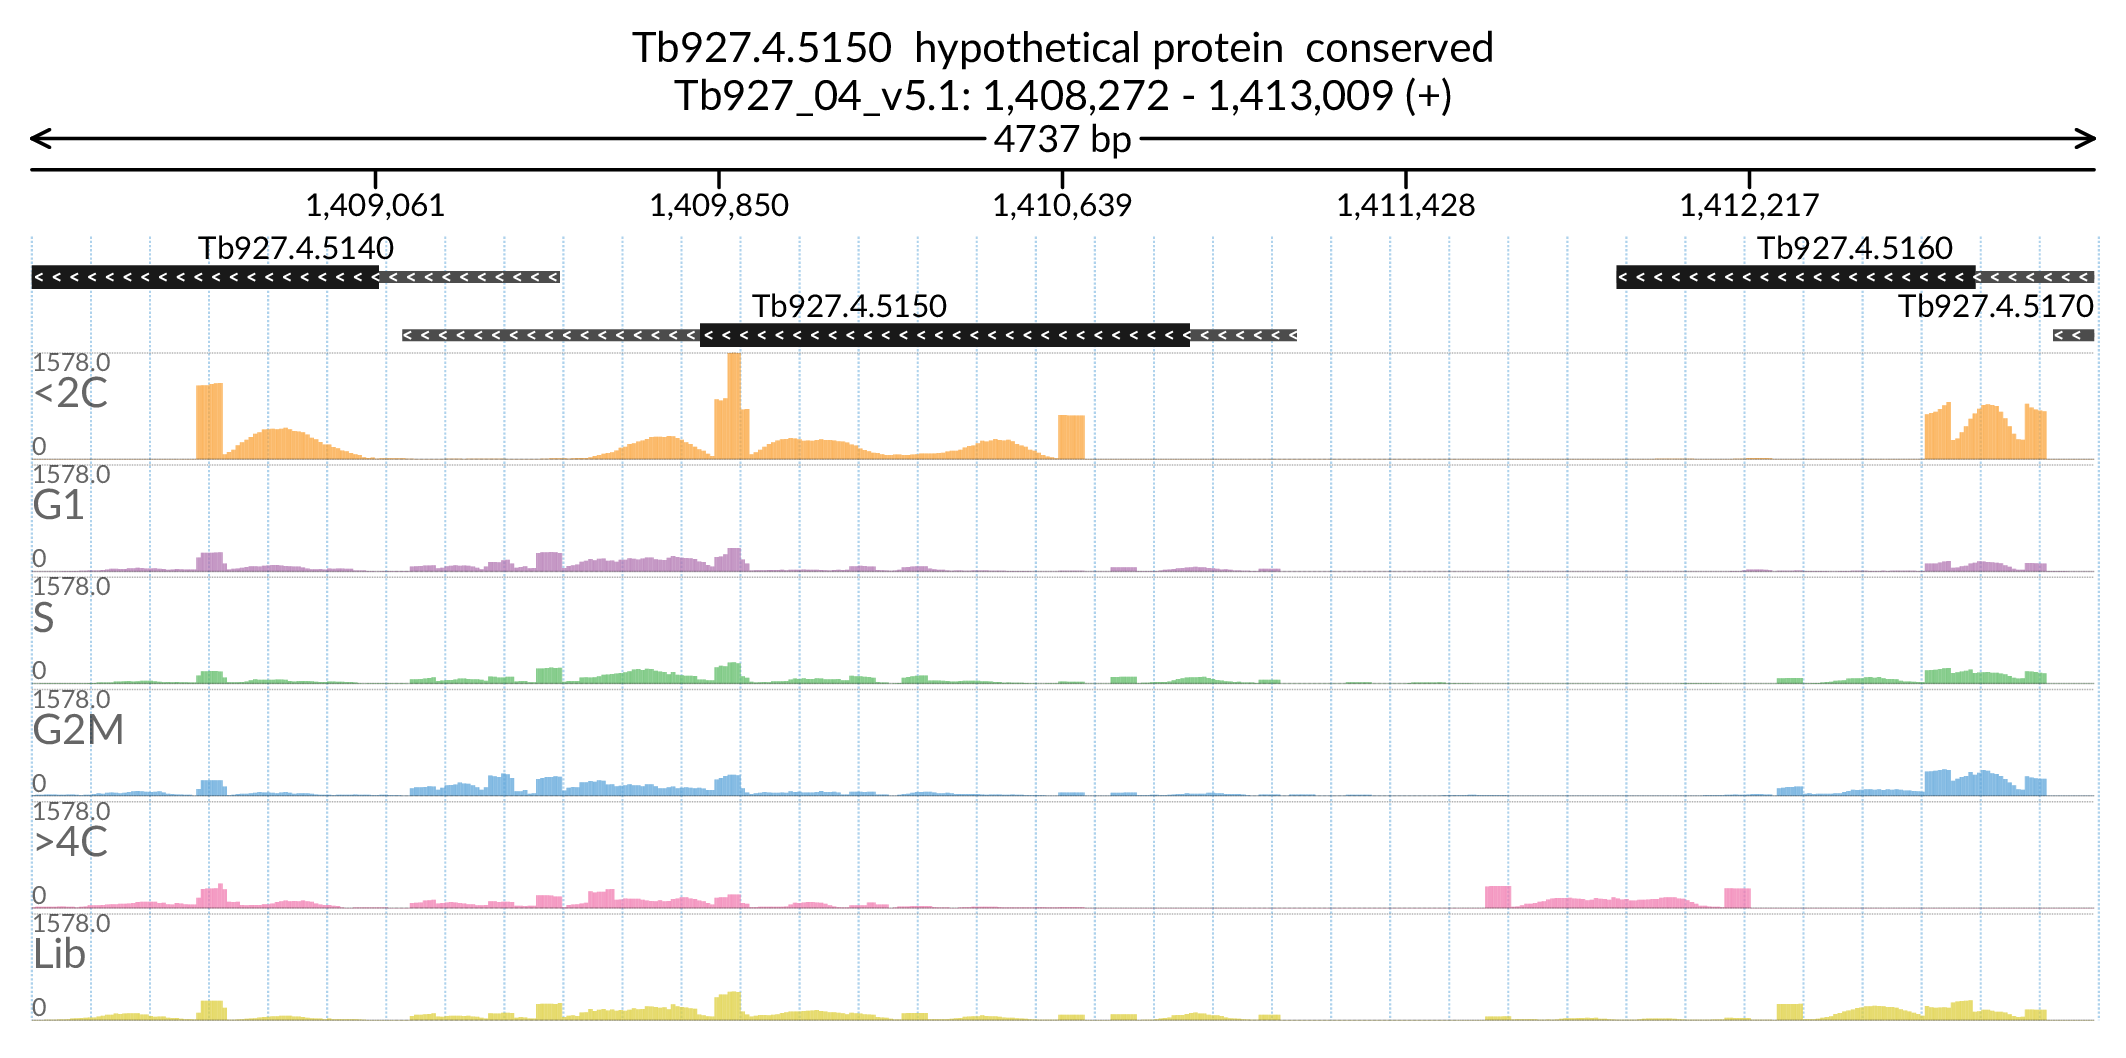 Tb927.4.5150 hypothetical protein conserved
Tb927_04_v5.1: 1,408,272 - 1,413,009 (+)
4737 bp
1,409,061 1,409,850 1,410,639 1,411,428 1,412,217
Tb927.4.5140 Tb927.4.5160
Tb927.4.5150 Tb927.4.5170
1578.0
<2C
0
1578.0
G1
0
1578.0
S
0
1578.0
G2M
0
1578.0
>4C
0
1578.0
Lib
0